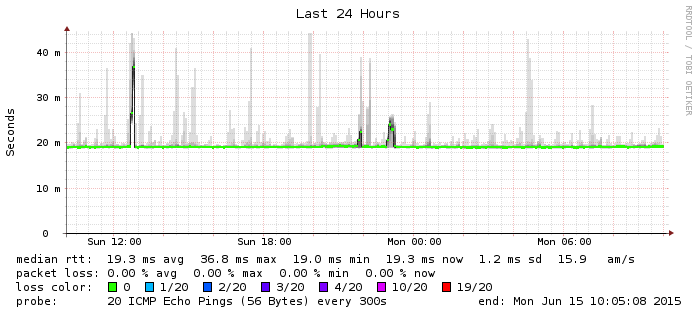 Last 24 Hours
RRDTOOL / TOBI OETIKER
Seconds
40 m
30 m
20 m
10 m
0
Sun 12:00 Sun 18:00 Mon 00:00 Mon 06:00
median rtt: 19.3 ms avg 36.8 ms max 19.0 ms min 19.3 ms now 1.2 ms sd 15.9 am/s
packet loss: 0.00 % avg 0.00 % max 0.00 % min 0.00 % now
loss color: 0 1/20 2/20 3/20 4/20 10/20 19/20
probe: 20 ICMP Echo Pings (56 Bytes) every 300s end: Mon Jun 15 10:05:08 2015